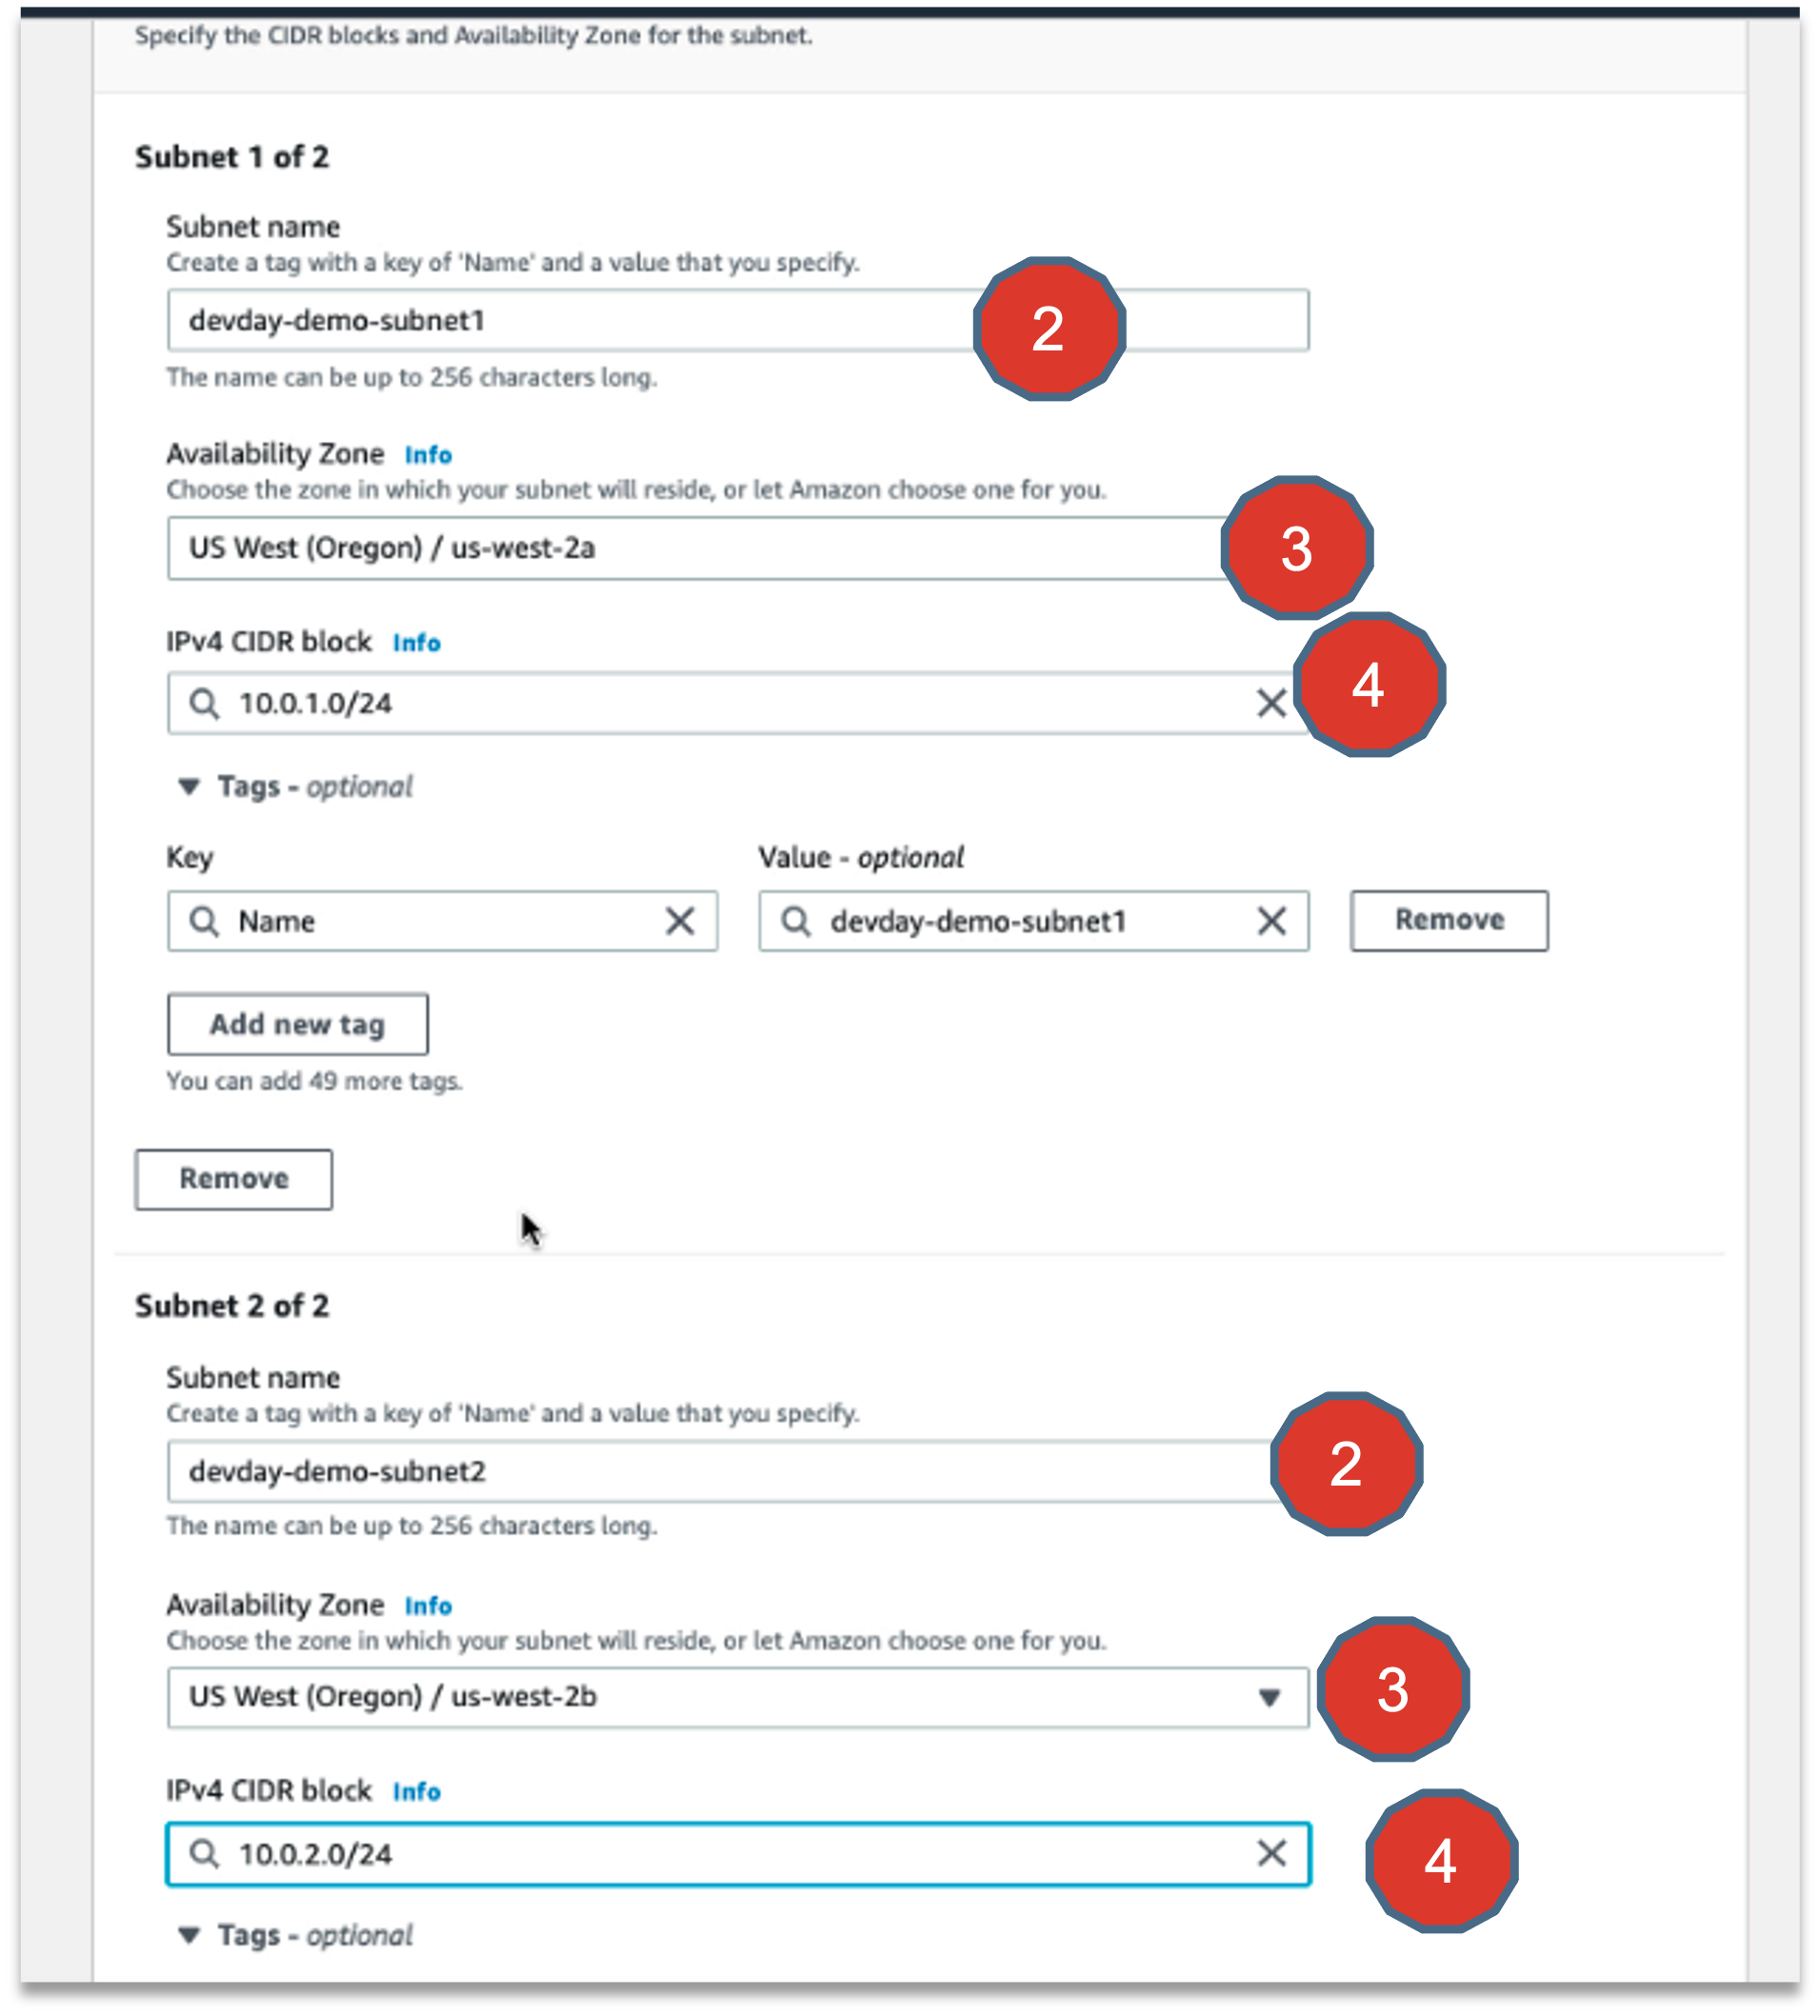 Specify the CIDR blocks and Availability Zone for the subnet.
Subnet 1 of 2
Subnet name
Create a tag with a key of 'Name' and a value that you specify.
devday-demo-subnet1
2
The name can be up to 256 characters long.
Availability Zone Info
Choose the zone in which your subnet will reside, or let Amazon choose one for you.
US West (Oregon) / us-west-2a
3
IPv4 CIDR block Info
10.0.1.0/24
4
Tags - optional
Key Value - optional
Name devday-demo-subnet1 Remove
Add new tag
You can add 49 more tags.
Remove
Subnet 2 of 2
Subnet name
Create a tag with a key of 'Name' and a value that you specify.
devday-demo-subnet2
2
The name can be up to 256 characters long.
Availability Zone Info
Choose the zone in which your subnet will reside, or let Amazon choose one for you.
US West (Oregon) / us-west-2b
3
IPv4 CIDR block Info
10.0.2.0/24
4
Tags - optional